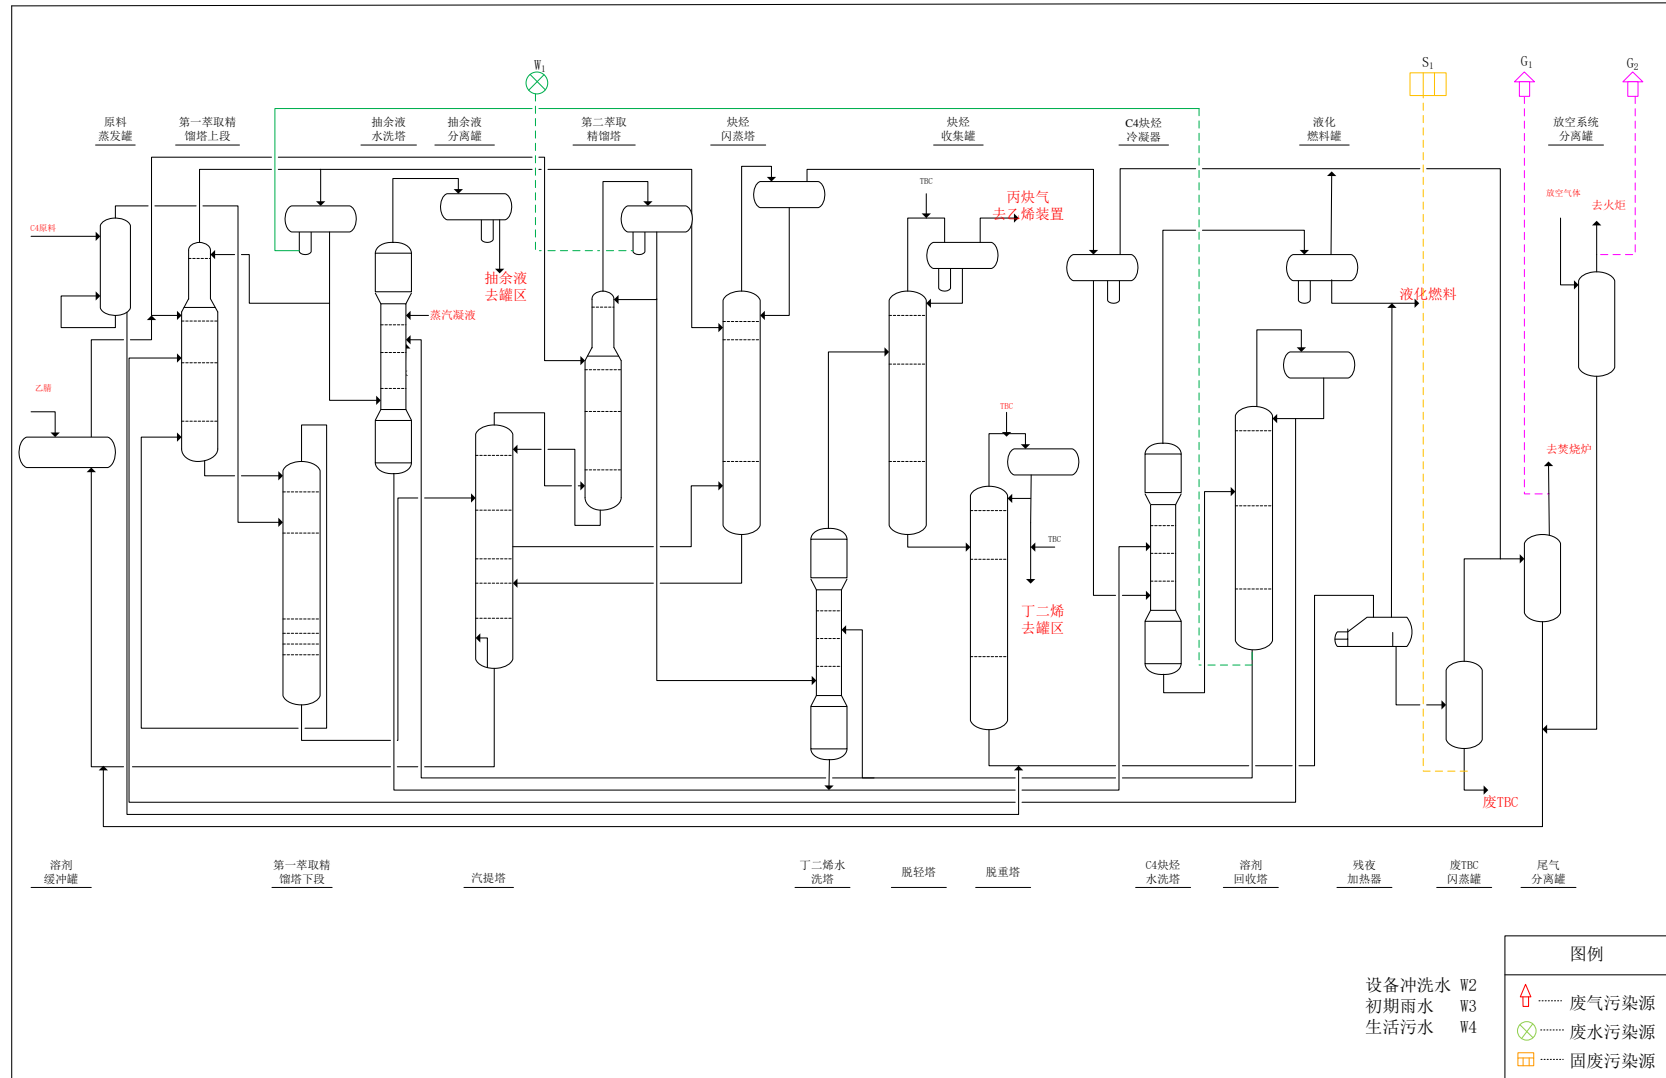 W1
S1
G1
G2
原料
蒸发罐
第一萃取精
馏塔上段
抽余液
水洗塔
抽余液
分离罐
第二萃取
精馏塔
炔烃
闪蒸塔
炔烃
收集罐
C4炔烃
冷凝器
液化
燃料罐
放空系统
分离罐
TBC
丙炔气
去乙烯装置
放空气体
去火炬
C4原料
抽余液
去罐区
液化燃料
蒸汽凝液
乙腈
TBC
去焚烧炉
TBC
丁二烯
去罐区
废TBC
溶剂
缓冲罐
第一萃取精
馏塔下段
汽提塔
丁二烯水
洗塔
脱轻塔
脱重塔
C4炔烃
水洗塔
溶剂
回收塔
残夜
加热器
废TBC
闪蒸罐
尾气
分离罐
图例
设备冲洗水 W2
初期雨水 W3
生活污水 W4
废气污染源
废水污染源
固废污染源